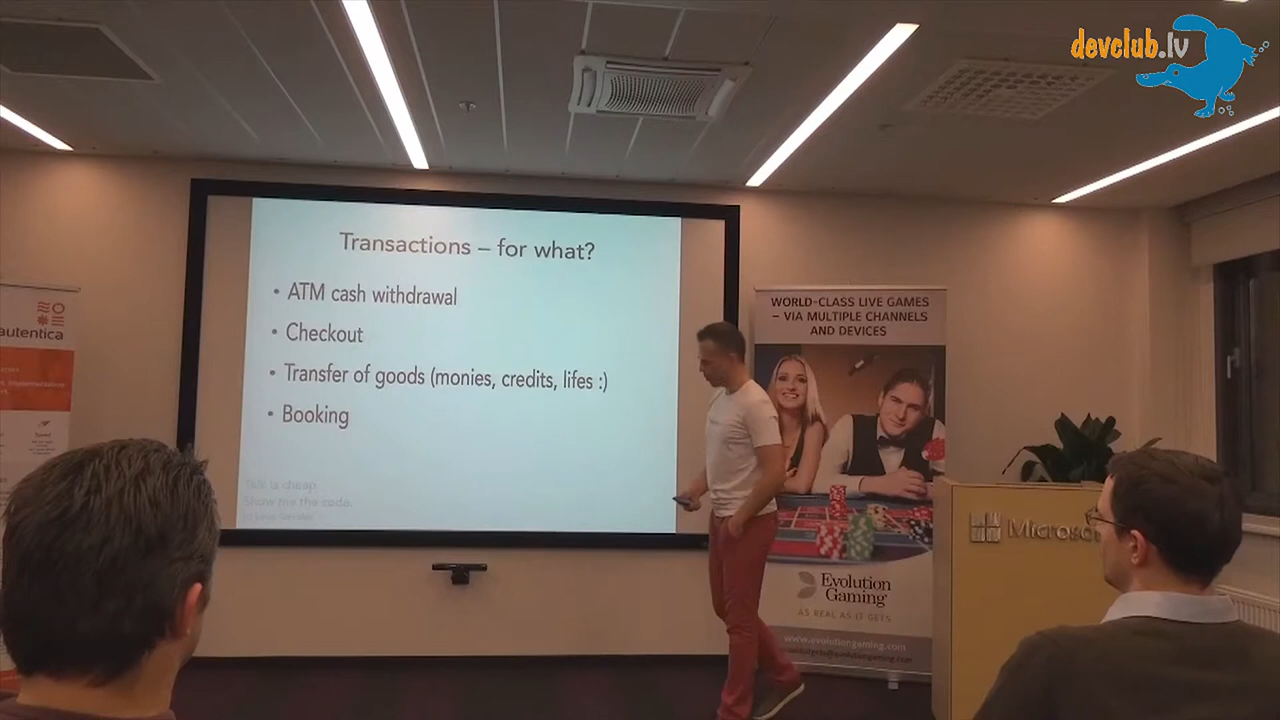 devclub.lv
Transactions – for what?
• ATM cash withdrawal
• Checkout
• Transfer of goods (monies, credits, lifes :)
• Booking
Talk is cheap.
Show me the code.
autentica
WORLD-CLASS LIVE GAMES
– VIA MULTIPLE CHANNELS
AND DEVICES
Evolution
Gaming
AS REAL AS IT GETS
www.evolutiongaming.com
Microsof